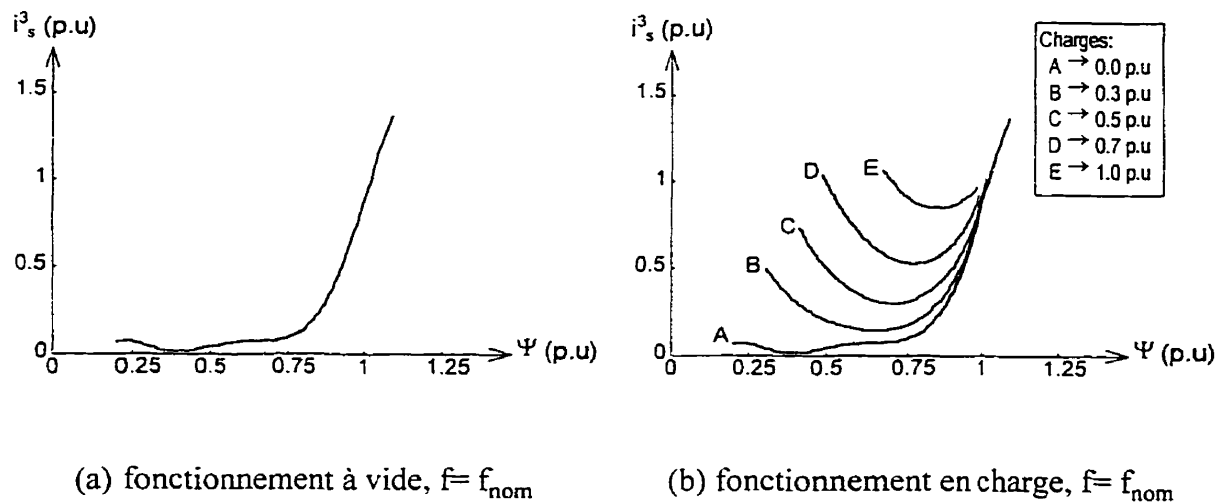 i³ₛ (p.u)
1.5
1
0.5
0
0
0.25
0.5
0.75
1
1.25
Ψ (p.u)
(a) fonctionnement à vide, f= fnom
i³ₛ (p.u)
1.5
1
0.5
0
0
0.25
0.5
0.75
1
1.25
Ψ (p.u)
A
B
C
D
E
Charges:
A → 0.0 p.u
B → 0.3 p.u
C → 0.5 p.u
D → 0.7 p.u
E → 1.0 p.u
(b) fonctionnement en charge, f= fnom